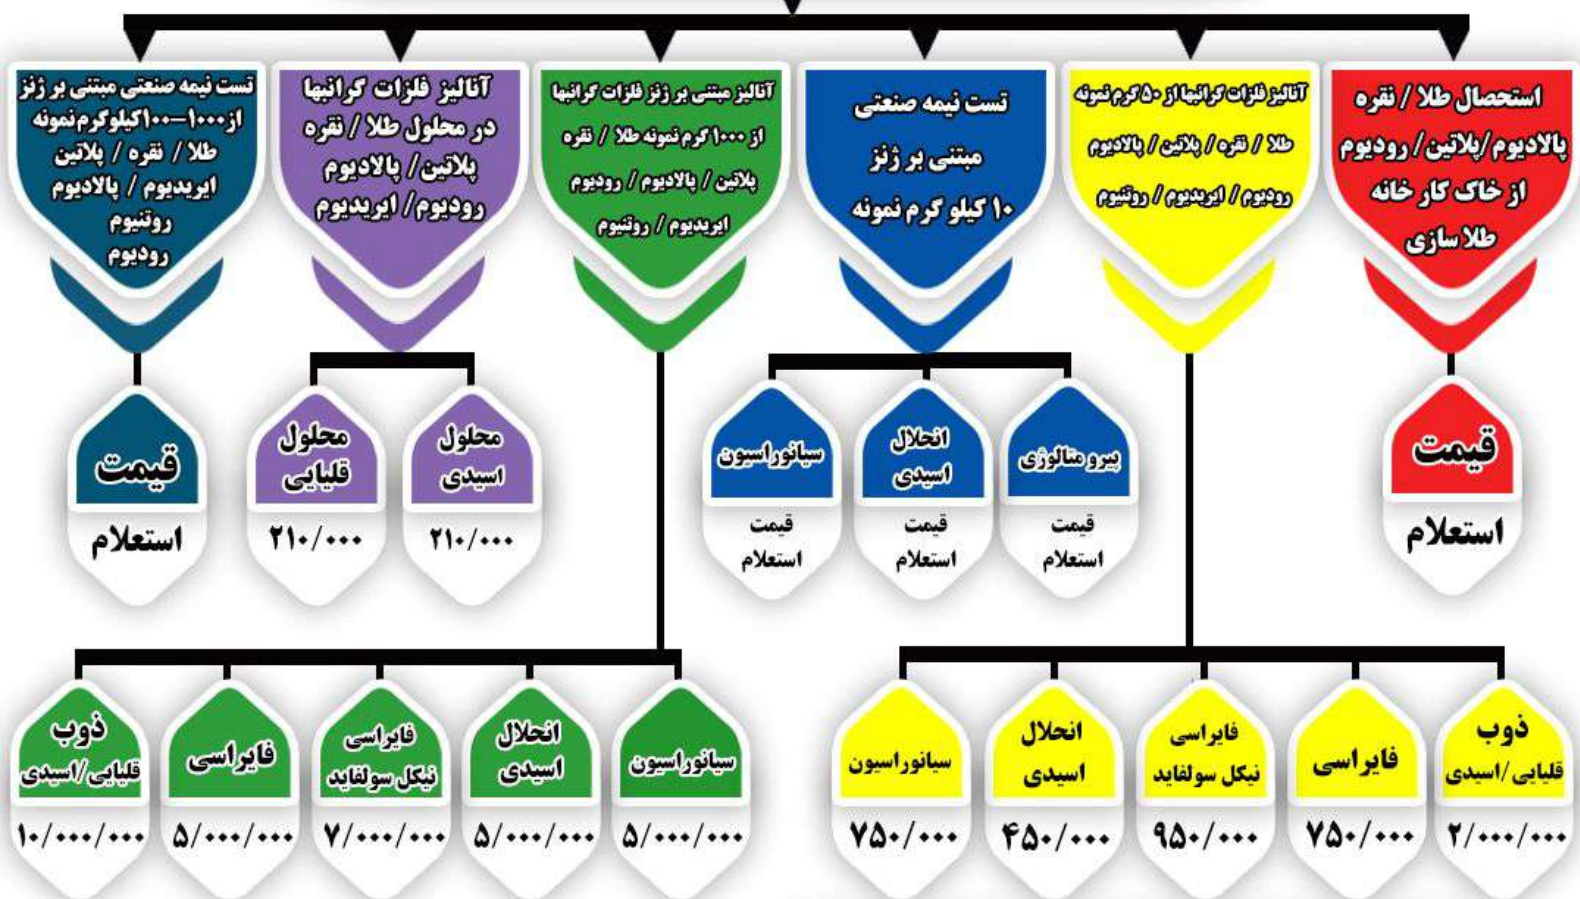 استحصال طلا / نقره
پالادیوم/پلاتین/ رودیوم
از خاک کار خانه
طلا سازی
آنالیز فلزات گرانبها از ۵۰ گرم نمونه
طلا / نقره / پلاتین / پالادیوم
رودیوم / ایریدیوم / روتنیوم
تست نیمه صنعتی
مبتنی بر ژنز
۱۰ کیلو گرم نمونه
آنالیز مبتنی بر ژنز فلزات گرانبها
از ۱۰۰۰ گرم نمونه طلا / نقره
پلاتین / پالادیوم / رودیوم
ایریدیوم / روتنیوم
آنالیز فلزات گرانبها
در محلول طلا / نقره
پلاتین/ پالادیوم
رودیوم/ ایریدیوم
تست نیمه صنعتی مبتنی بر ژنز
از ۱۰۰۰-۱۰۰کیلوگرم نمونه
طلا / نقره / پلاتین
ایریدیوم / پالادیوم
روتنیوم
رودیوم
قیمت
استعلام
پیرو متالوژی
قیمت
استعلام
انحلال
اسیدی
قیمت
استعلام
سیانوراسیون
قیمت
استعلام
محلول
اسیدی
۲۱۰/۰۰۰
محلول
قلیایی
۲۱۰/۰۰۰
قیمت
استعلام
ذوب
قلیایی/اسیدی
۲/۰۰۰/۰۰۰
فایراسی
۷۵۰/۰۰۰
فایراسی
نیکل سولفاید
۹۵۰/۰۰۰
انحلال
اسیدی
۴۵۰/۰۰۰
سیانوراسیون
۷۵۰/۰۰۰
سیانوراسیون
۵/۰۰۰/۰۰۰
انحلال
اسیدی
۵/۰۰۰/۰۰۰
فایراسی
نیکل سولفاید
۷/۰۰۰/۰۰۰
فایراسی
۵/۰۰۰/۰۰۰
ذوب
قلیایی/اسیدی
۱۰/۰۰۰/۰۰۰